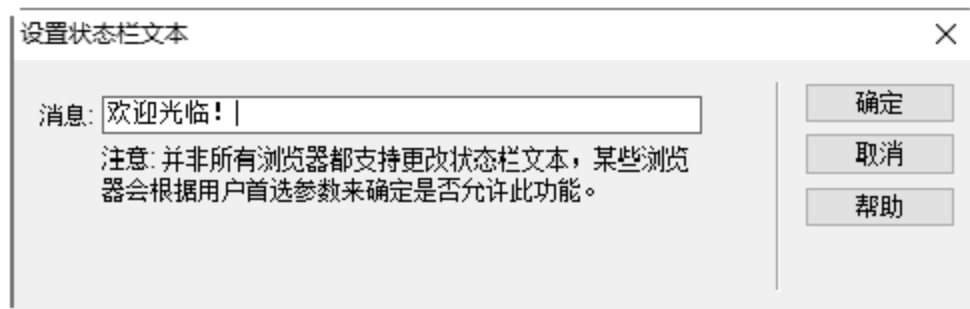 设置状态栏文本
消息: 欢迎光临！
确定
注意: 并非所有浏览器都支持更改状态栏文本，某些浏览
器会根据用户首选参数来确定是否允许此功能。
取消
帮助